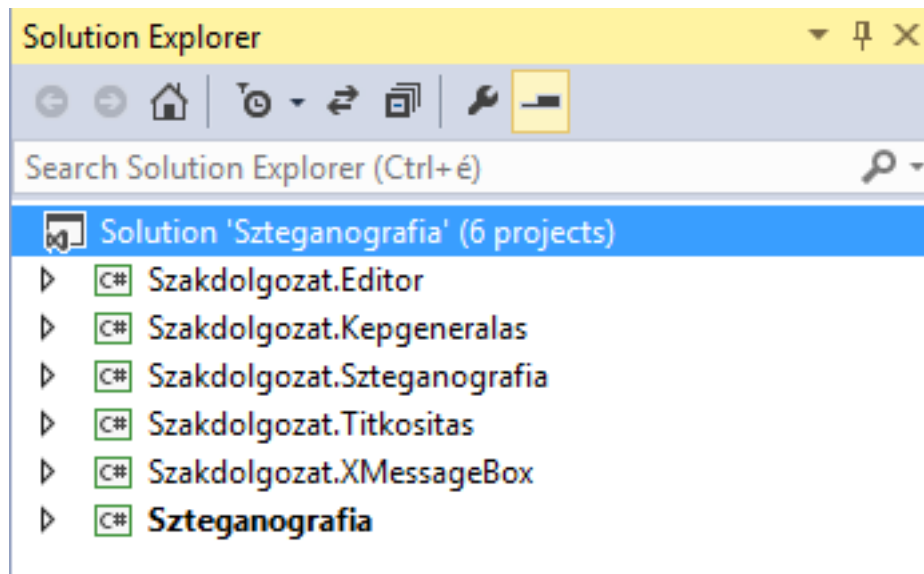 Solution Explorer
Search Solution Explorer (Ctrl+é)
Solution 'Szteganografia' (6 projects)
C# Szakdolgozat.Editor
C# Szakdolgozat.Kepgeneralas
C# Szakdolgozat.Szteganografia
C# Szakdolgozat.Titkositas
C# Szakdolgozat.XMessageBox
C# Szteganografia